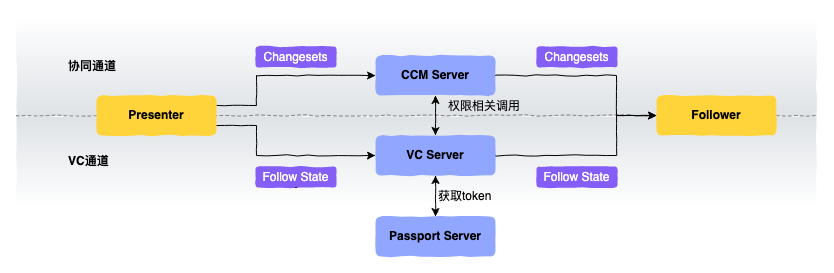 Changesets
Changesets
协同通道
CCM Server
权限相关调用
Presenter
Follower
VC通道
VC Server
Follow State
Follow State
获取token
Passport Server